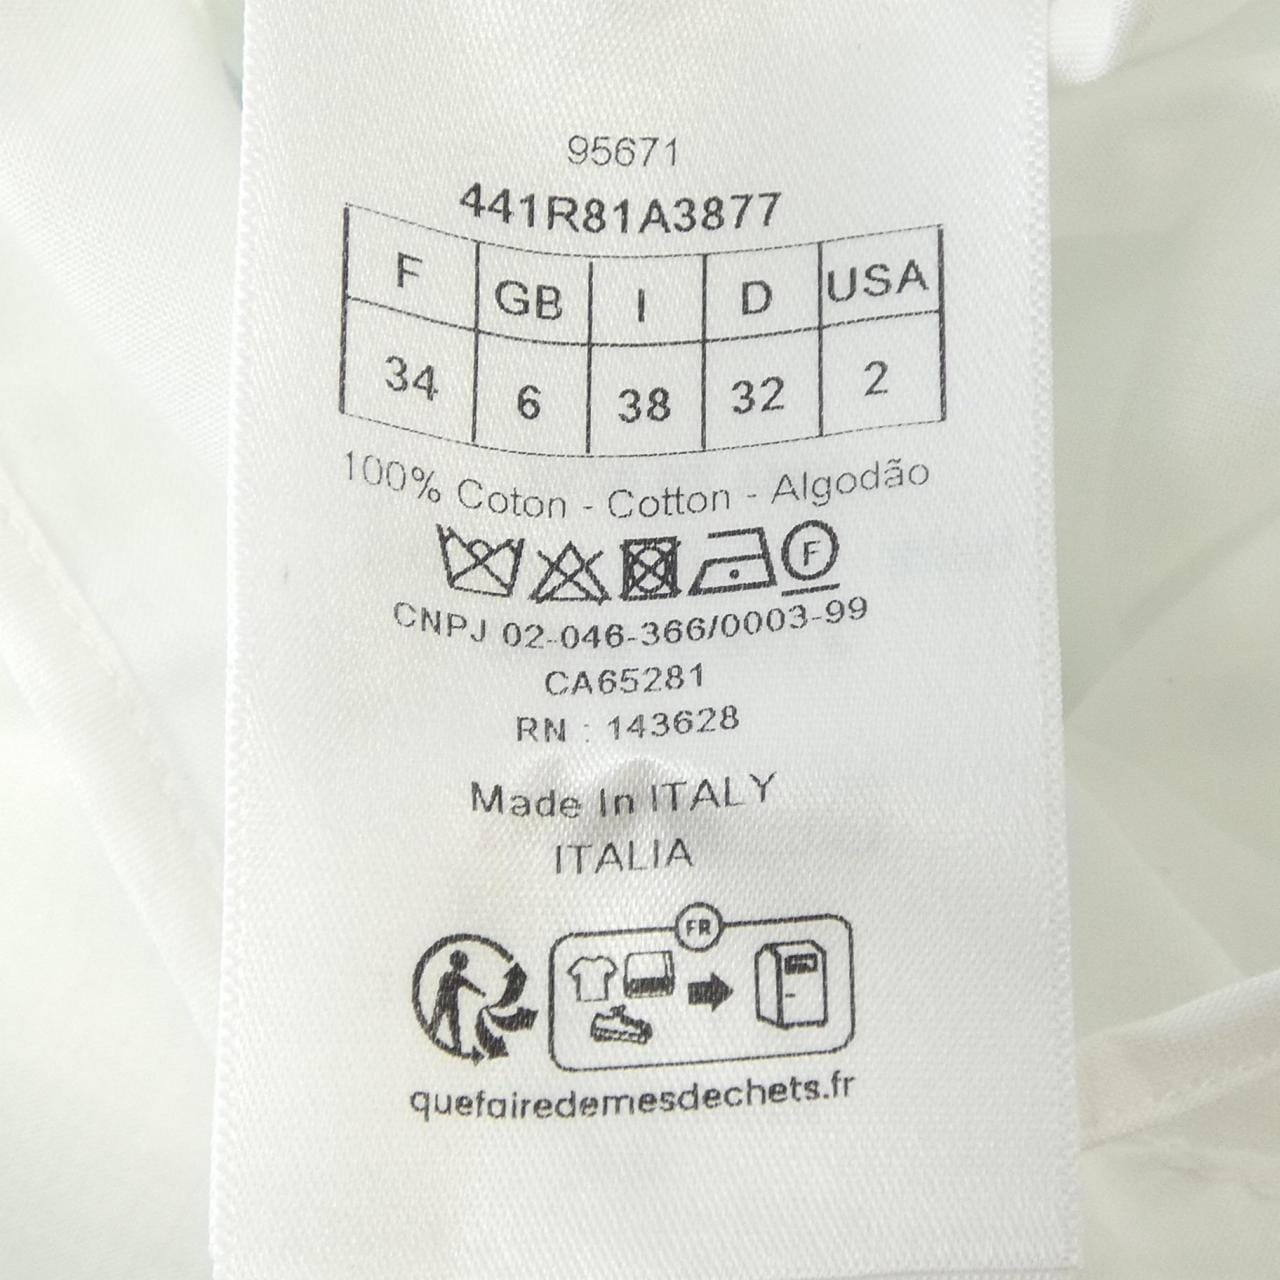 95671
441R81A3877
F GB I D USA
34 6 38 32 2
100% Coton - Cotton - Algodão
F
CNPJ 02-046-366/0003-99
CA65281
RN : 143628
Made In ITALY
ITALIA
FR
quefairedemesdechets.fr